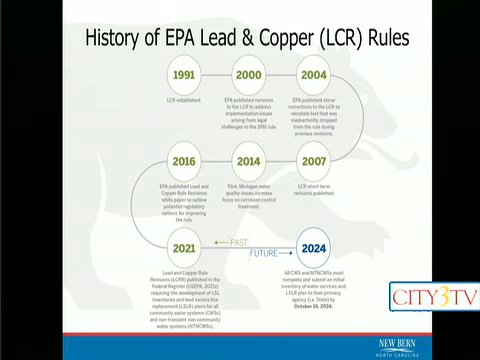 History of EPA Lead & Copper (LCR) Rules
1991
2000
2004
LCR established.
EPA published revisions
to the LCR to address
implementation issues
arising from legal
challenges to the 1991 rule.
EPA published minor
corrections to the LCR to
reinstate text that was
inadvertently dropped
from the rule during
previous revisions.
2016
2014
2007
EPA published Lead and
Copper Rule Revisions
white paper to outline
potential regulatory
options for improving
the rule.
Flint, Michigan water
quality issues increase
focus on corrosion control
treatment.
LCR short-term
revisions published.
2021
PAST
FUTURE
2024
Lead and Copper Rule
Revisions (LCRR) published in the
Federal Register (USEPA, 2022c)
requiring the development of LSL
inventories and lead service line
replacement (LSLR) plans for all
community water systems (CWSs)
and non-transient non-community
water systems (NTNCWSs).
All CWS and NTNCWSs must
complete and submit an initial
inventory of water services and
LSLR plan to their primacy
agency (i.e. State) by
October 16, 2024.
CITY3TV
NEW BERN
NORTH CAROLINA